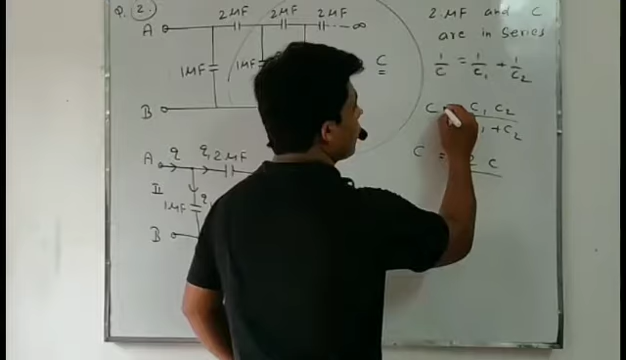 Q. 2.
2 MF 2 MF 2 MF
A ∞
1MF 1MF C
B
A q q 2 MF
II
1MF q
B
2 MF and C
are in series
1/C = 1/C1 + 1/C2
C = C1 C2
1 + C2
C = 2 C